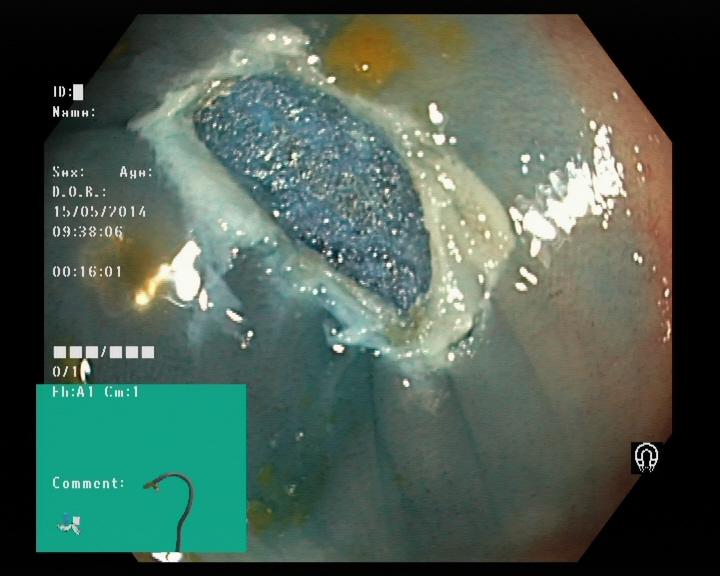 ID:
Name:
Sex: Age:
D.O.B.:
15/05/2014
09:38:06
00:16:01
■■■/■■■
0/1
Eh:A1 Cm:1
Comment: